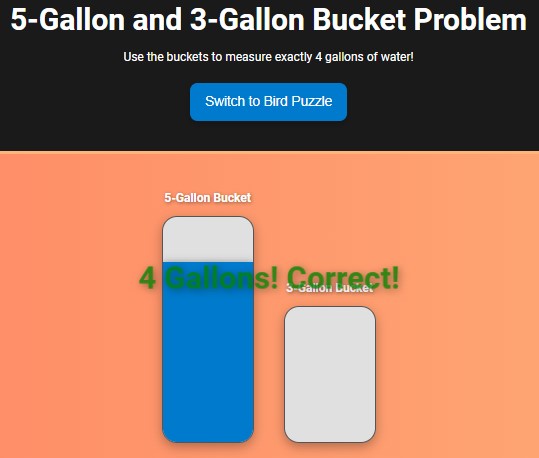 5-Gallon and 3-Gallon Bucket Problem
Use the buckets to measure exactly 4 gallons of water!
Switch to Bird Puzzle
5-Gallon Bucket
4 Gallons! Correct!
3-Gallon Bucket